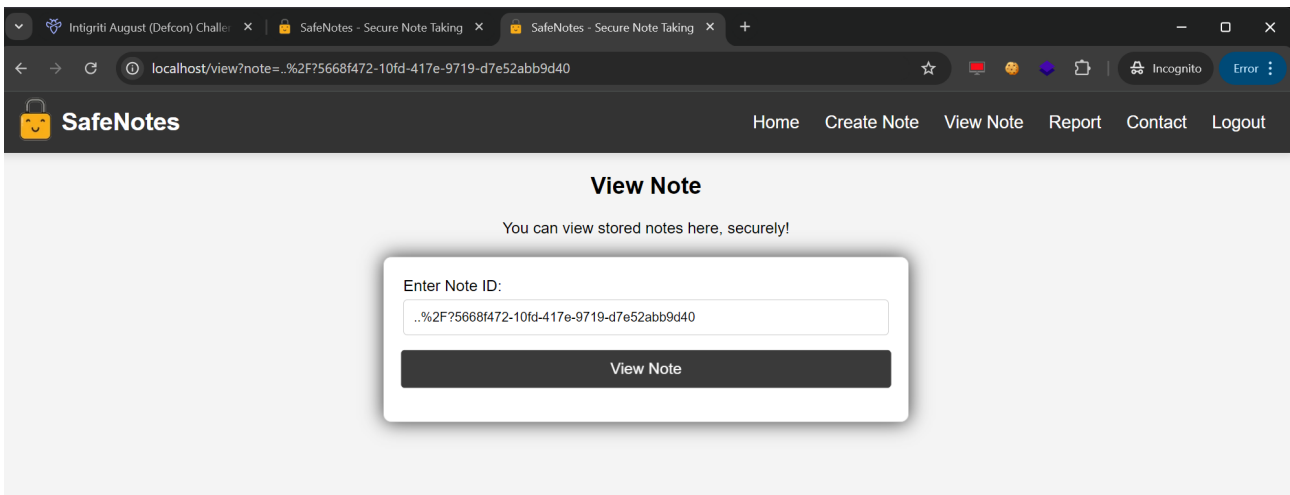 Intigriti August (Defcon) Challe
SafeNotes - Secure Note Taking
SafeNotes - Secure Note Taking
localhost/view?note=..%2F?5668f472-10fd-417e-9719-d7e52abb9d40
Incognito
Error
SafeNotes
Home Create Note View Note Report Contact Logout
View Note
You can view stored notes here, securely!
Enter Note ID:
..%2F?5668f472-10fd-417e-9719-d7e52abb9d40
View Note